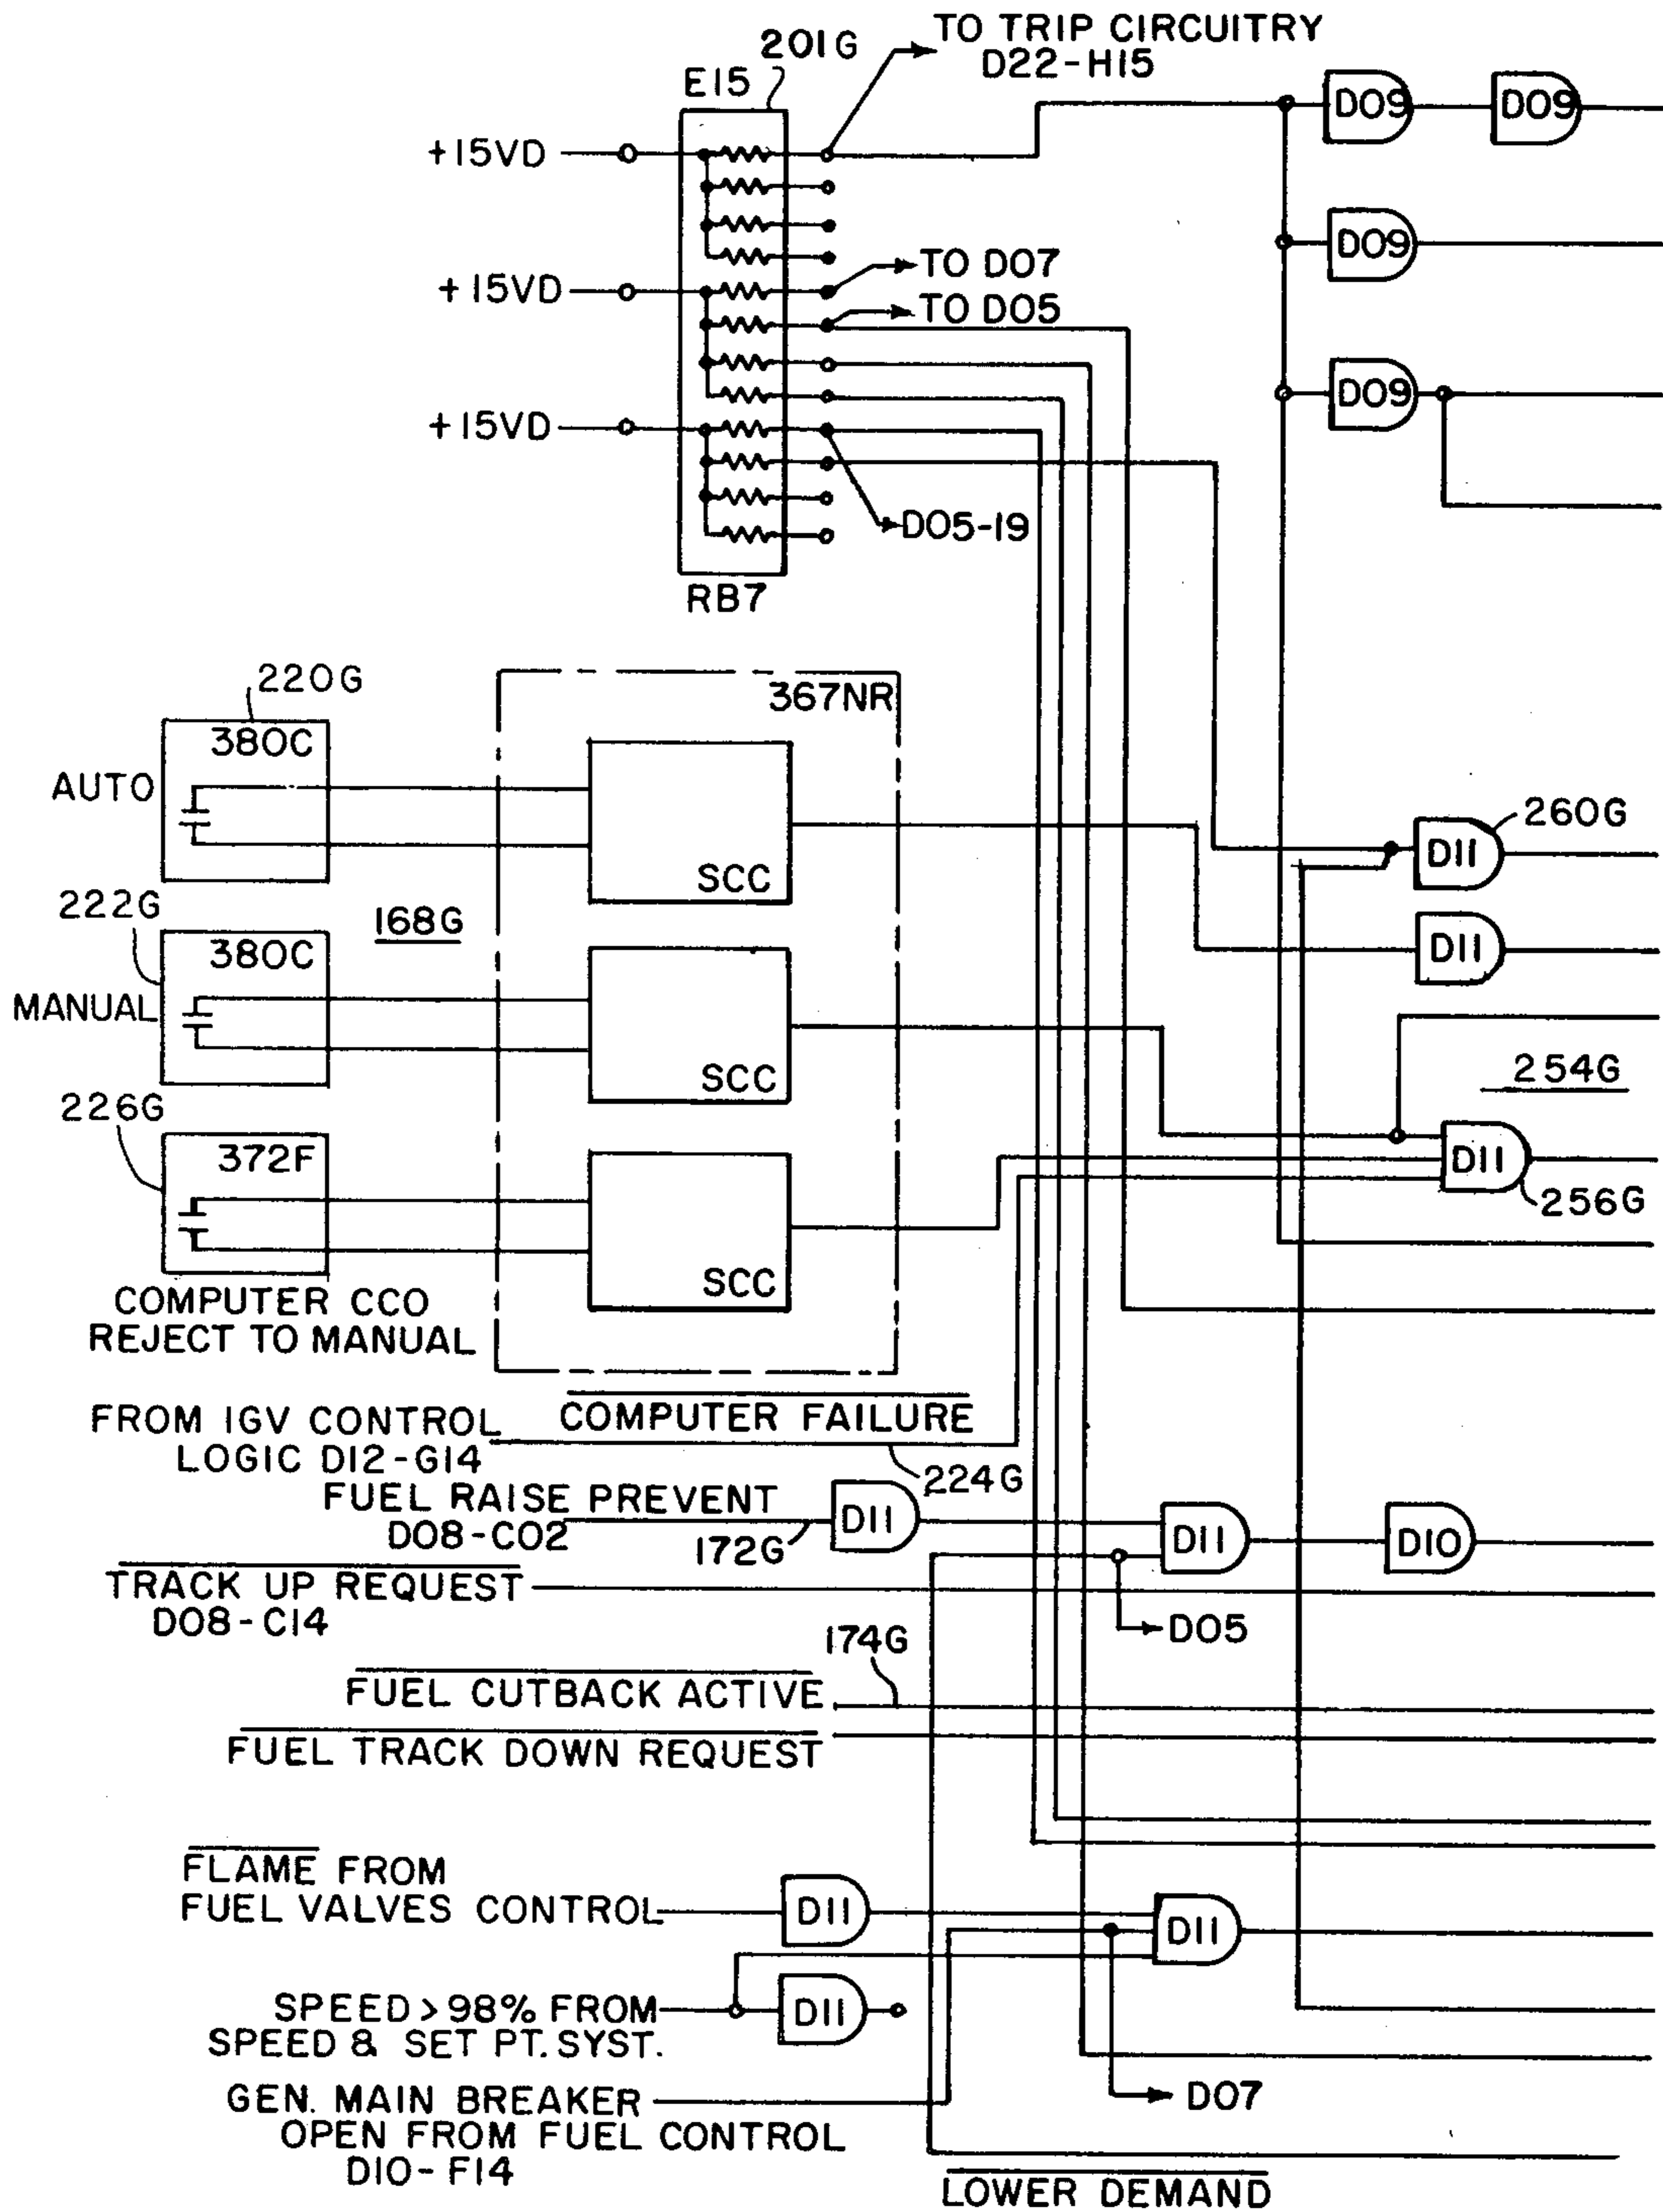 TO TRIP CIRCUITRY
D22-H15
201G
E15
+15VD
+15VD
+15VD
TO D07
TO D05
D05-19
RB7
D09
D09
D09
D09
220G
380C
AUTO
367NR
SCC
222G
380C
168G
MANUAL
SCC
226G
372F
SCC
COMPUTER CCO
REJECT TO MANUAL
260G
D11
D11
254G
D11
256G
FROM IGV CONTROL
LOGIC D12-G14
COMPUTER FAILURE
224G
FUEL RAISE PREVENT
D08-C02
172G
D11
D11
D10
TRACK UP REQUEST
D08-C14
D05
174G
FUEL CUTBACK ACTIVE
FUEL TRACK DOWN REQUEST
FLAME FROM
FUEL VALVES CONTROL
D11
D11
SPEED > 98% FROM
SPEED & SET PT. SYST.
D11
GEN. MAIN BREAKER
OPEN FROM FUEL CONTROL
D10-F14
D07
LOWER DEMAND